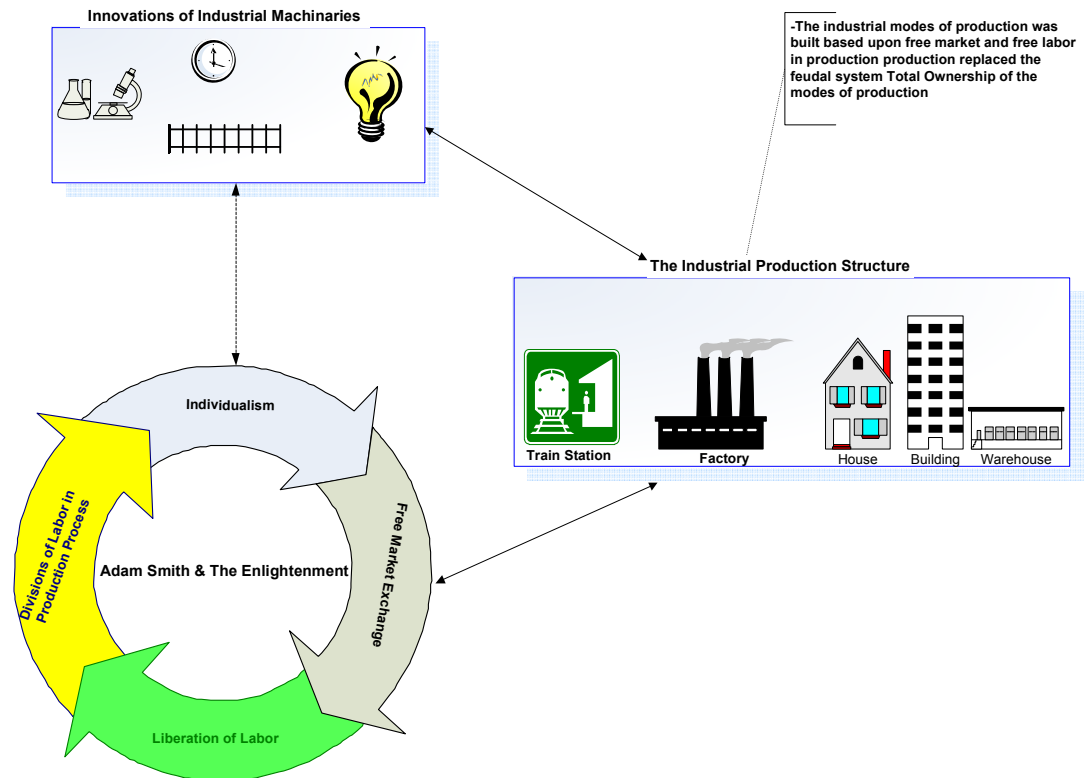 Innovations of Industrial Machinaries
-The industrial modes of production was
built based upon free market and free labor
in production production replaced the
feudal system Total Ownership of the
modes of production
The Industrial Production Structure
Train Station
Factory
House
Building
Warehouse
Individualism
Free Market Exchange
Divisions of Labor in
Production Process
Adam Smith & The Enlightenment
Liberation of Labor